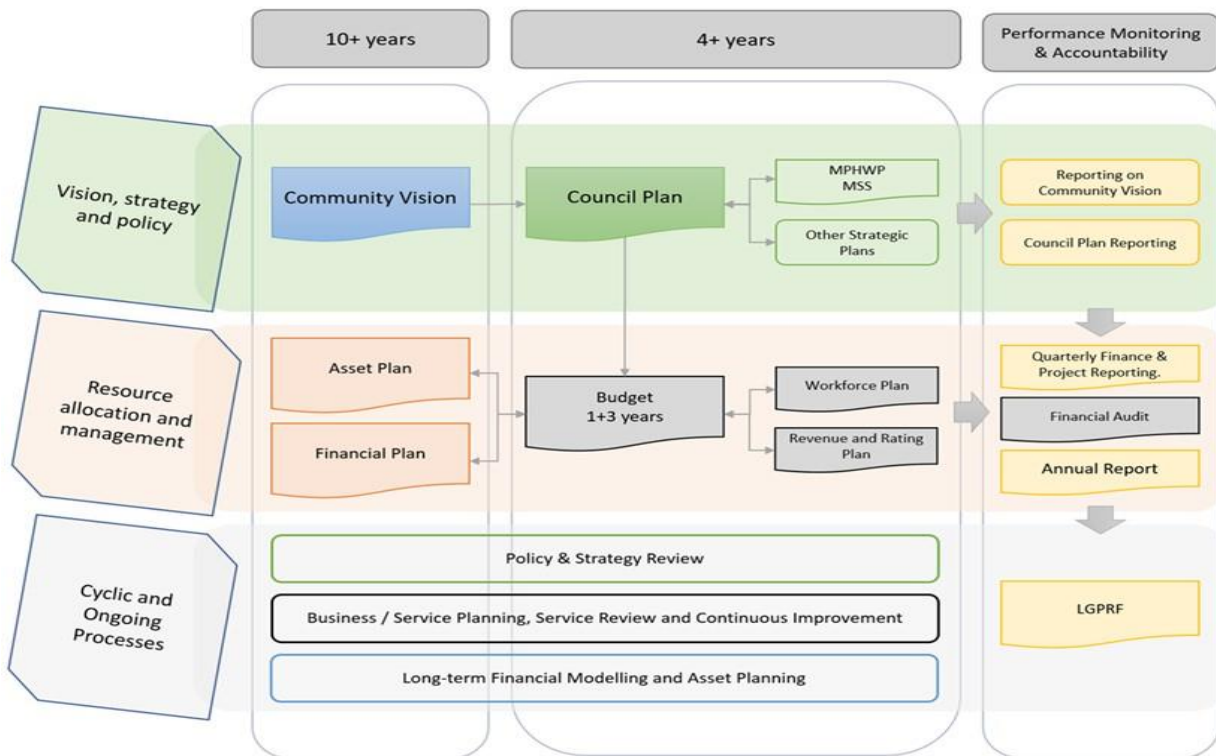 10+ years
4+ years
Performance Monitoring
& Accountability
Vision, strategy
and policy
Community Vision
Council Plan
MPHWP
MSS
Other Strategic
Plans
Reporting on
Community Vision
Council Plan Reporting
Resource
allocation and
management
Asset Plan
Financial Plan
Budget
1+3 years
Workforce Plan
Revenue and Rating
Plan
Quarterly Finance &
Project Reporting.
Financial Audit
Annual Report
Cyclic and
Ongoing
Processes
Policy & Strategy Review
Business / Service Planning, Service Review and Continuous Improvement
Long-term Financial Modelling and Asset Planning
LGPRF